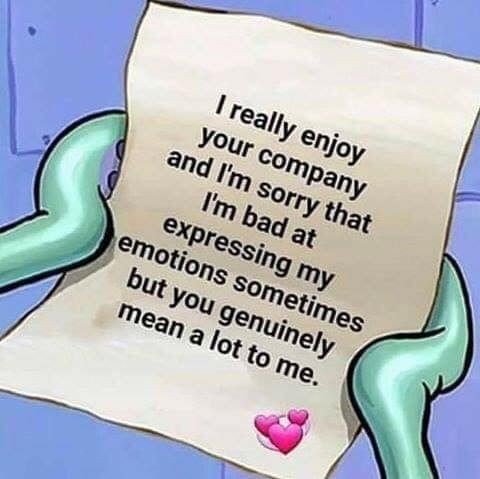 I really enjoy
your company
and I'm sorry that
I'm bad at
expressing my
emotions sometimes
but you genuinely
mean a lot to me.